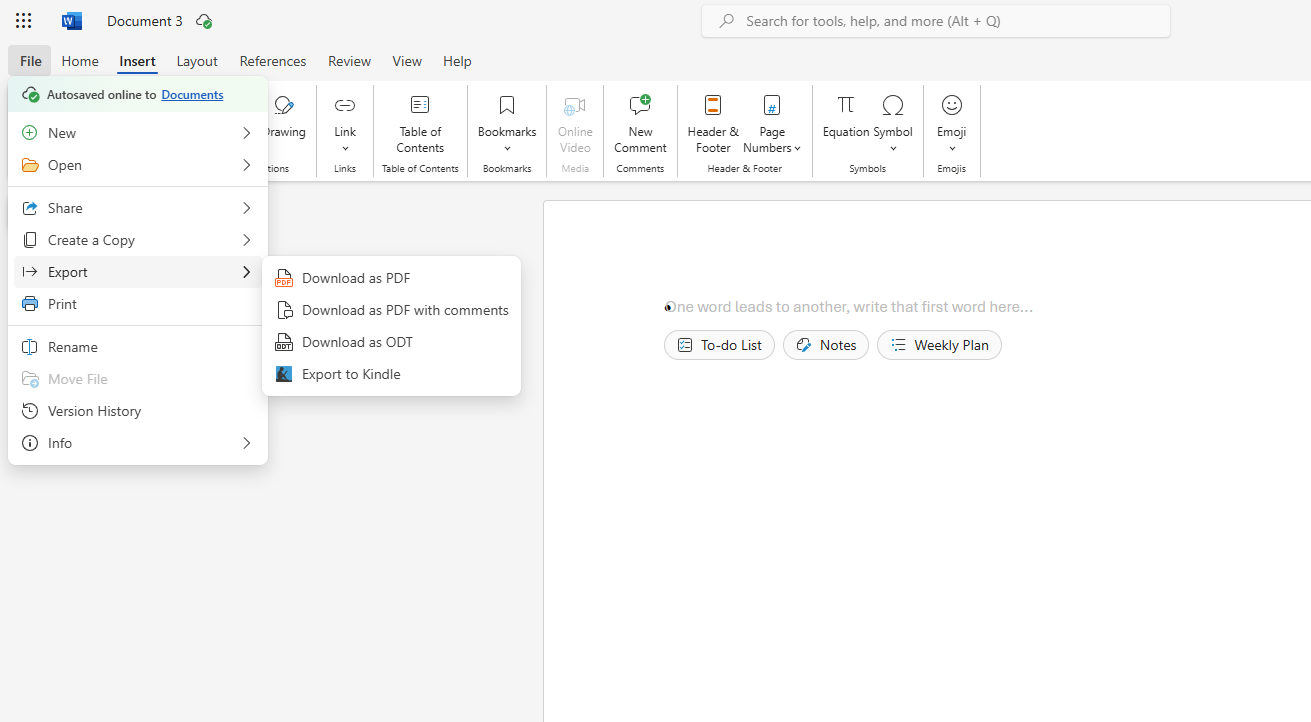 Document 3
Search for tools, help, and more (Alt + Q)
File Home Insert Layout References Review View Help
Autosaved online to Documents
New
Open
Share
Create a Copy
Export
Print
Rename
Move File
Version History
Info
Download as PDF
Download as PDF with comments
Download as ODT
Export to Kindle
Link
Links
Table of
Contents
Table of Contents
Bookmarks
Bookmarks
Online
Video
Media
New
Comment
Comments
Header &
Footer
Page
Numbers
Header & Footer
Equation
Symbol
Symbols
Emoji
Emojis
One word leads to another, write that first word here...
To-do List
Notes
Weekly Plan